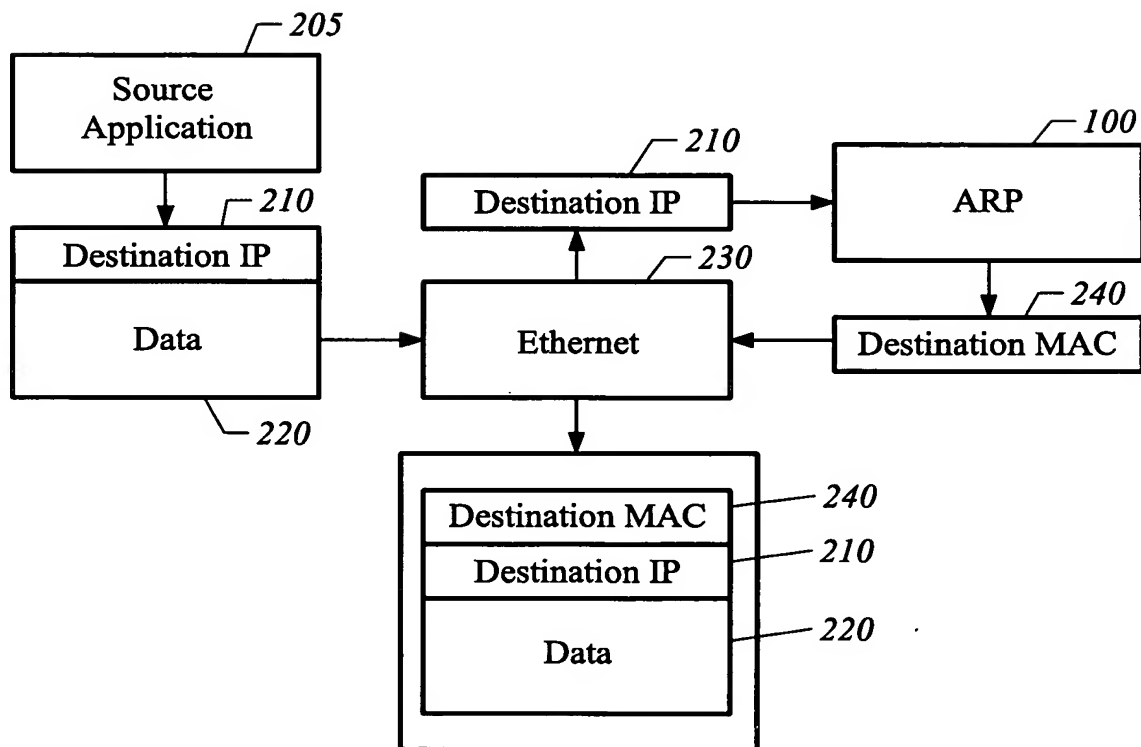 205
Source
Application
210
Destination IP
Data
220
210
Destination IP
100
ARP
230
Ethernet
240
Destination MAC
Destination MAC
240
Destination IP
210
Data
220